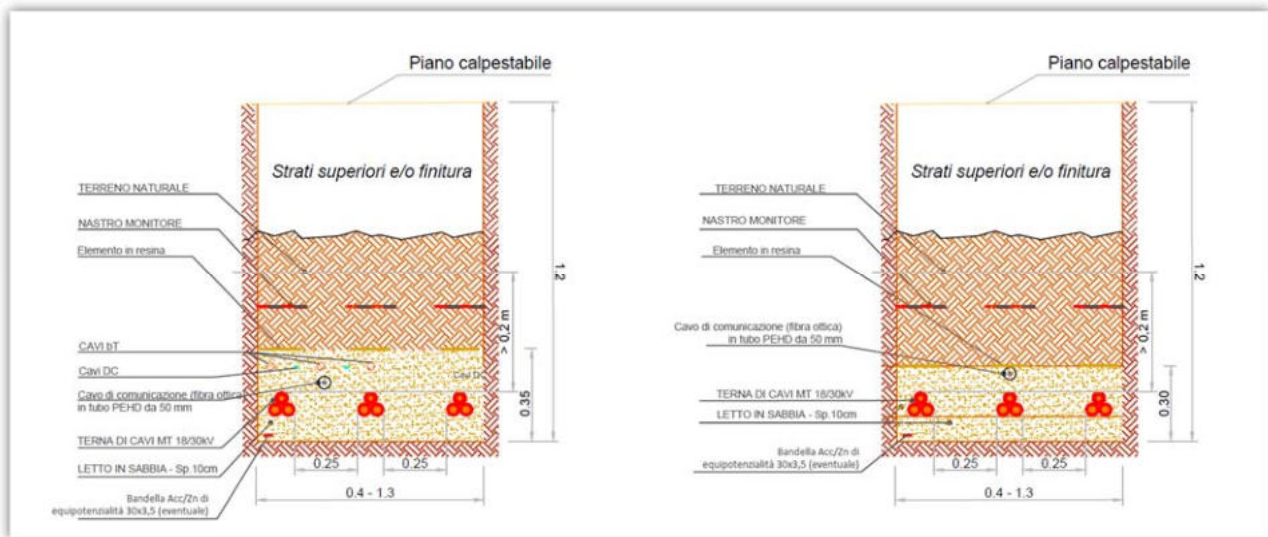 Piano calpestabile
Strati superiori e/o finitura
TERRENO NATURALE
NASTRO MONITORE
Elemento in resina
CAVI bT
Cavi DC
Cavi DC
Cavo di comunicazione (fibra ottica)
in tubo PEHD da 50 mm
TERNA DI CAVI MT 18/30kV
LETTO IN SABBIA - Sp.10cm
Bandella Acc/Zn di
equipotenzialità 30x3,5 (eventuale)
0.25
0.25
0.4 - 1.3
> 0,2 m
0.35
1.2
Piano calpestabile
Strati superiori e/o finitura
TERRENO NATURALE
NASTRO MONITORE
Elemento in resina
Cavo di comunicazione (fibra ottica)
in tubo PEHD da 50 mm
TERNA DI CAVI MT 18/30kV
LETTO IN SABBIA - Sp.10cm
Bandella Acc/Zn di
equipotenzialità 30x3,5 (eventuale)
0.25
0.25
0.4 - 1.3
> 0,2 m
0.30
1.2